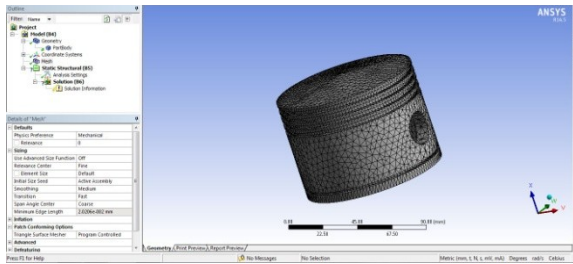 Outline
Filter: Name
Project
Model (B4)
Geometry
PartBody
Coordinate Systems
Mesh
Static Structural (B5)
Analysis Settings
Solution (B6)
Solution Information
Details of "Mesh"
Defaults
Physics Preference Mechanical
Relevance 0
Sizing
Use Advanced Size Function Off
Relevance Center Fine
Element Size Default
Initial Size Seed Active Assembly
Smoothing Medium
Transition Fast
Span Angle Center Coarse
Minimum Edge Length 2.0266e-002 mm
Inflation
Patch Conforming Options
Triangle Surface Mesher Program Controlled
Advanced
Defeaturing
ANSYS
0.00 45.00 90.00 (mm)
22.50 67.50
Geometry Print Preview Report Preview
Press F1 for Help No Messages No Selection Metric (mm, t, N, s, mV, mA) Degrees rad/s Celsius